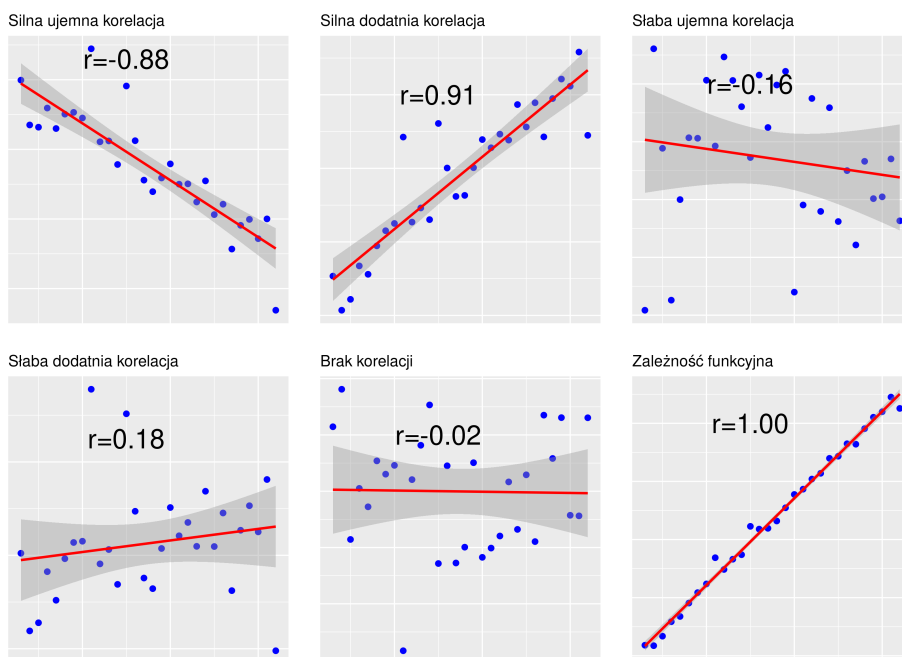 Silna ujemna korelacja
r=-0.88
Silna dodatnia korelacja
r=0.91
Słaba ujemna korelacja
r=-0.16
Słaba dodatnia korelacja
r=0.18
Brak korelacji
r=-0.02
Zależność funkcyjna
r=1.00